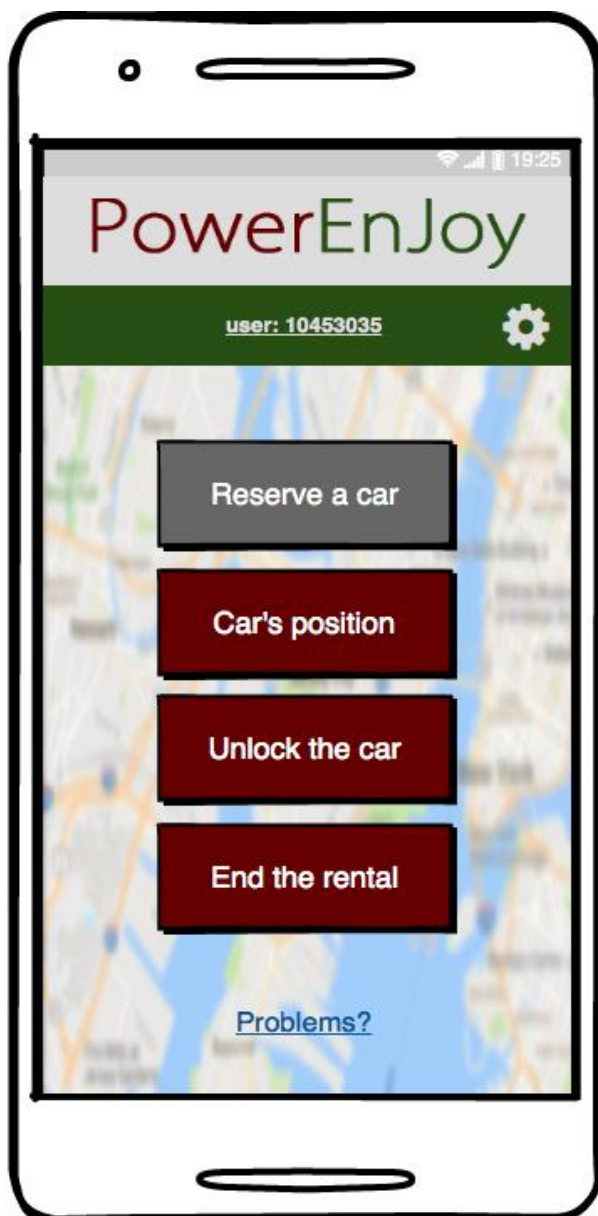 19:25
PowerEnJoy
user: 10453035
Reserve a car
Car's position
Unlock the car
End the rental
Problems?